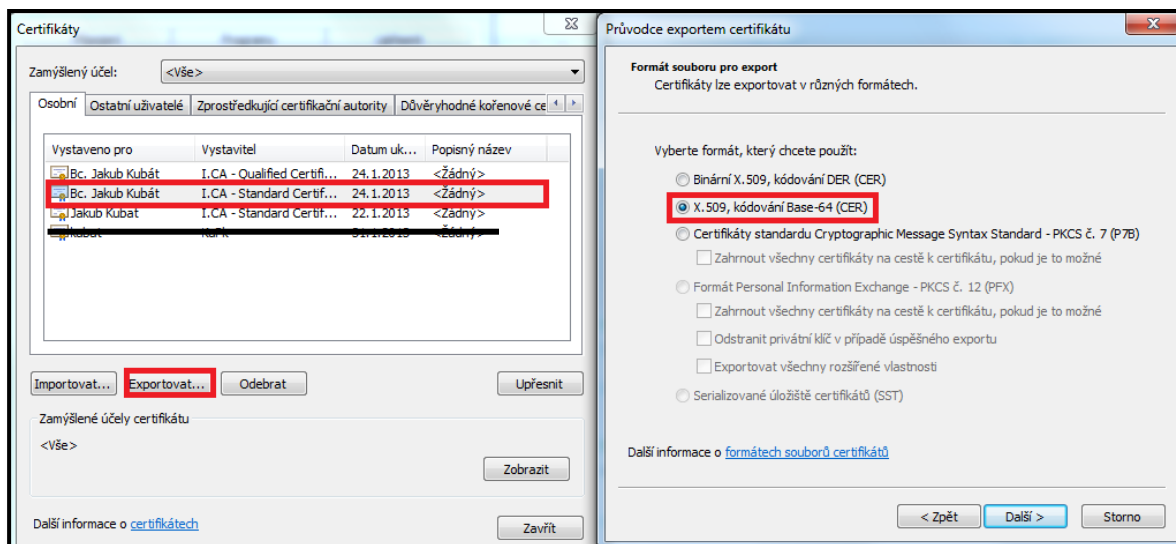 Certifikáty
Zamýšlený účel: <Vše>
Osobní Ostatní uživatelé Zprostředkující certifikační autority Důvěryhodné kořenové ce
Vystaveno pro Vystavitel Datum uk... Popisný název
Bc. Jakub Kubát I.CA - Qualified Certifi... 24.1.2013 <Žádný>
Bc. Jakub Kubát I.CA - Standard Certif... 24.1.2013 <Žádný>
Jakub Kubat I.CA - Standard Certif... 22.1.2013 <Žádný>
Importovat... Exportovat... Odebrat Upřesnit
Zamýšlené účely certifikátu
<Vše>
Zobrazit
Další informace o certifikátech
Zavřít
Průvodce exportem certifikátu
Formát souboru pro export
Certifikáty lze exportovat v různých formátech.
Vyberte formát, který chcete použít:
Binární X.509, kódování DER (CER)
X.509, kódování Base-64 (CER)
Certifikáty standardu Cryptographic Message Syntax Standard - PKCS č. 7 (P7B)
Zahrnout všechny certifikáty na cestě k certifikátu, pokud je to možné
Formát Personal Information Exchange - PKCS č. 12 (PFX)
Zahrnout všechny certifikáty na cestě k certifikátu, pokud je to možné
Odstranit privátní klíč v případě úspěšného exportu
Exportovat všechny rozšířené vlastnosti
Serializované úložiště certifikátů (SST)
Další informace o formátech souborů certifikátů
< Zpět Další > Storno